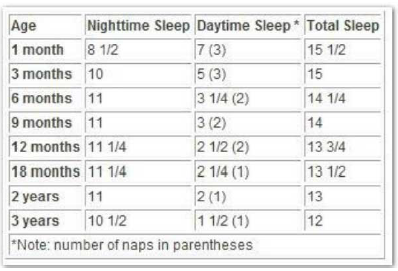 Age Nighttime Sleep Daytime Sleep * Total Sleep
1 month 8 1/2 7 (3) 15 1/2
3 months 10 5 (3) 15
6 months 11 3 1/4 (2) 14 1/4
9 months 11 3 (2) 14
12 months 11 1/4 2 1/2 (2) 13 3/4
18 months 11 1/4 2 1/4 (1) 13 1/2
2 years 11 2 (1) 13
3 years 10 1/2 1 1/2 (1) 12
*Note: number of naps in parentheses